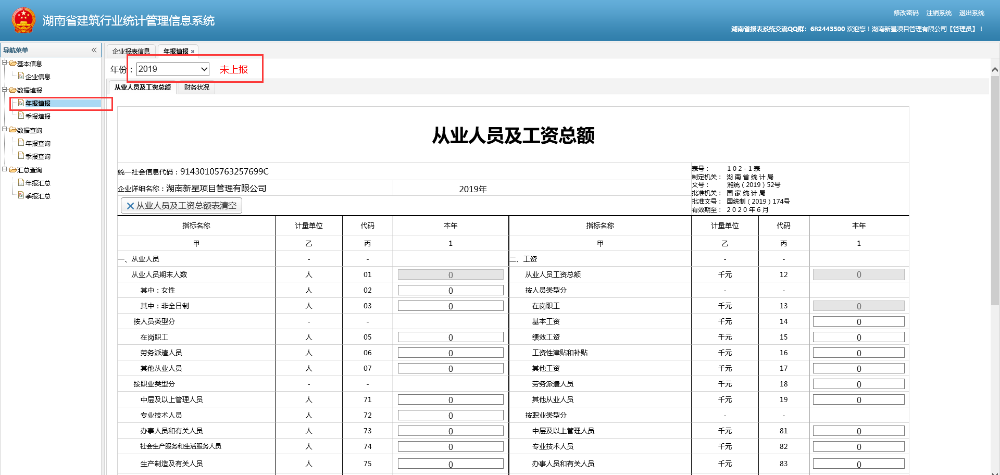 湖南省建筑行业统计管理信息系统
修改密码 注销系统 退出系统
湖南省报表系统交流QQ群：682443500 欢迎您！湖南新星项目管理有限公司【管理员】！
导航菜单
基本信息
企业信息
数据填报
年报填报
季报填报
数据查询
年报查询
季报查询
汇总查询
年报汇总
季报汇总
企业报表信息 年报填报
年份： 2019 未上报
从业人员及工资总额 财务状况
从业人员及工资总额
统一社会信息代码：91430105763257699C
企业详细名称：湖南新星项目管理有限公司 2019年
表号： 1 0 2 - 1 表
制定机关： 湖 南 省 统 计 局
文号： 湘统（2019）52号
批准机关： 国 家 统 计 局
批准文号： 国统制（2019）174号
有效期至： 2 0 2 0 年 6 月
从业人员及工资总额表清空
指标名称 计量单位 代码 本年 指标名称 计量单位 代码 本年
甲 乙 丙 1 甲 乙 丙 1
一、从业人员 - - 二、工资 - -
从业人员期末人数 人 01 0 从业人员工资总额 千元 12 0
其中：女性 人 02 0 按人员类型分 - -
其中：非全日制 人 03 0 在岗职工 千元 13 0
按人员类型分 - - 基本工资 千元 14 0
在岗职工 人 05 0 绩效工资 千元 15 0
劳务派遣人员 人 06 0 工资性津贴和补贴 千元 16 0
其他从业人员 人 07 0 其他工资 千元 17 0
按职业类型分 - - 劳务派遣人员 千元 18 0
中层及以上管理人员 人 71 0 其他从业人员 千元 19 0
专业技术人员 人 72 0 按职业类型分 - -
办事人员和有关人员 人 73 0 中层及以上管理人员 千元 81 0
社会生产服务和生活服务人员 人 74 0 专业技术人员 千元 82 0
生产制造及有关人员 人 75 0 办事人员和有关人员 千元 83 0